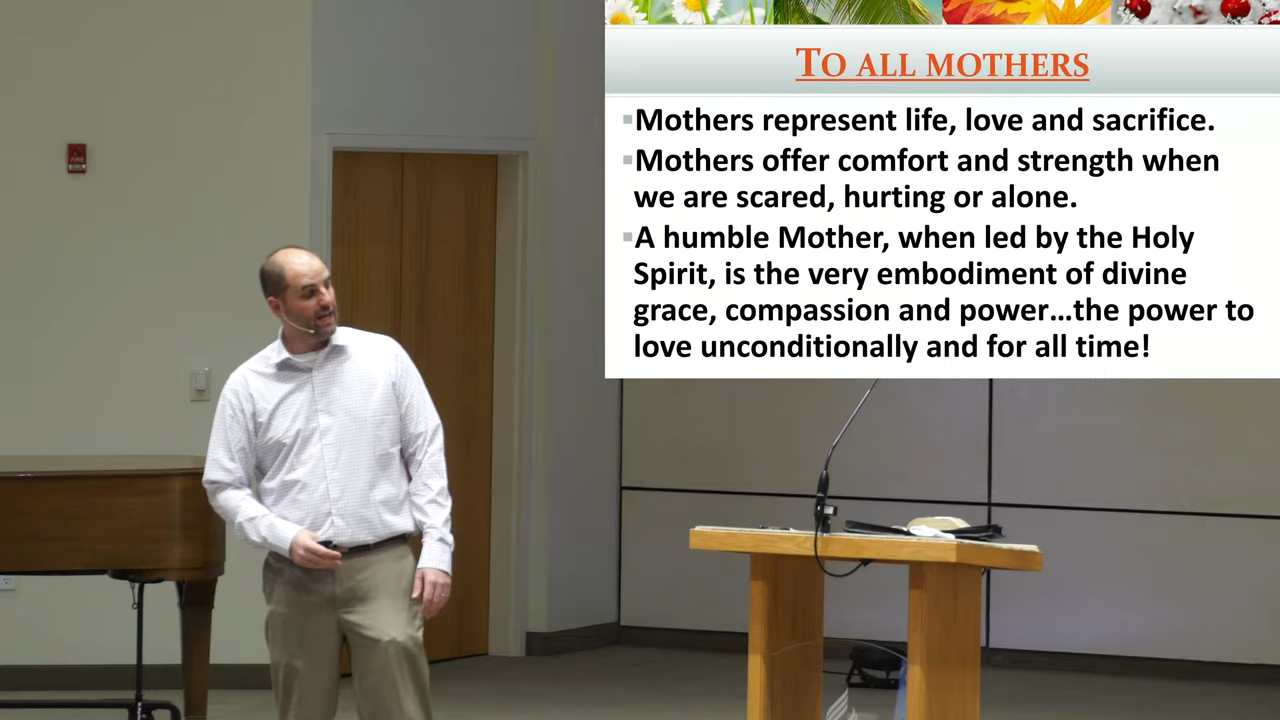 TO ALL MOTHERS
▪Mothers represent life, love and sacrifice.
▪Mothers offer comfort and strength when
we are scared, hurting or alone.
▪A humble Mother, when led by the Holy
Spirit, is the very embodiment of divine
grace, compassion and power…the power to
love unconditionally and for all time!
FIRE